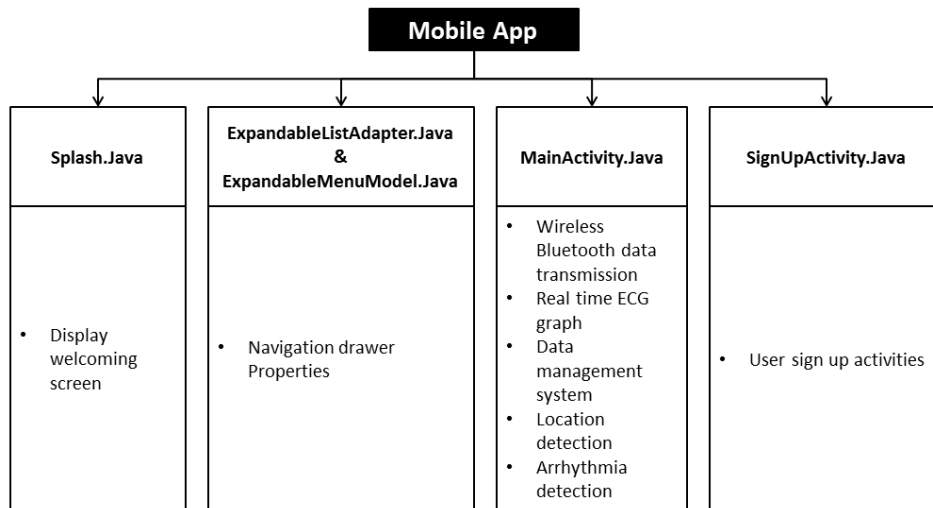 Mobile App
Splash.Java
ExpandableListAdapter.Java
&
ExpandableMenuModel.Java
MainActivity.Java
SignUpActivity.Java
• Display
welcoming
screen
• Navigation drawer
Properties
• Wireless
Bluetooth data
transmission
• Real time ECG
graph
• Data
management
system
• Location
detection
• Arrhythmia
detection
• User sign up activities